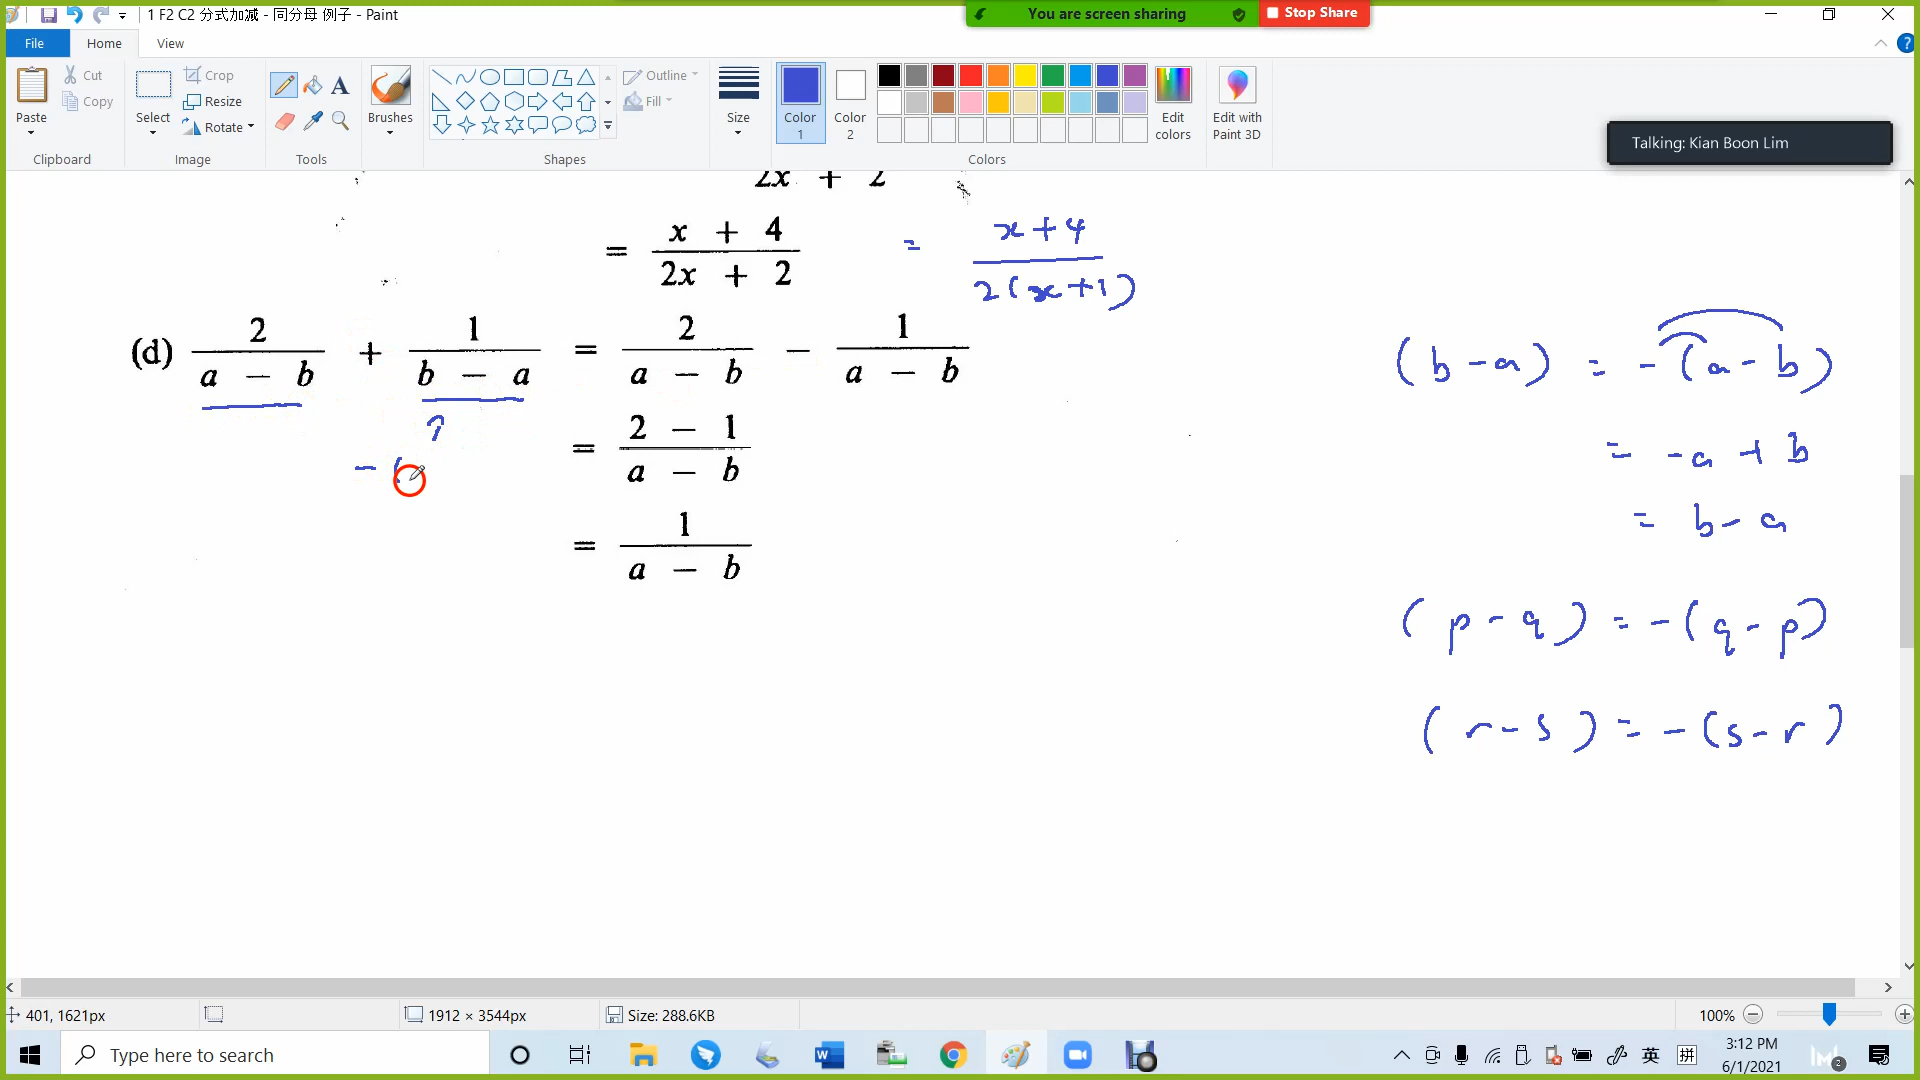 1 F2 C2 分式加减 - 同分母 例子 - Paint
You are screen sharing
Stop Share
File Home View
Paste Cut Copy Clipboard
Select Crop Resize Rotate Image
Tools
Brushes
Outline Fill Shapes
Size
Color 1 Color 2
Edit colors
Edit with Paint 3D
Colors
Talking: Kian Boon Lim
2x + 2
= (x + 4)/(2x + 2) = (x+4)/(2(x+1))
(d) 2/(a − b) + 1/(b − a) = 2/(a − b) − 1/(a − b)
?
- (
= (2 − 1)/(a − b)
= 1/(a − b)
(b - a) = -(a - b)
= -a + b
= b - a
(p - q) = -(q - p)
(r - s) = -(s - r)
401, 1621px
1912 × 3544px
Size: 288.6KB
100%
Type here to search
英 拼
3:12 PM
6/1/2021
2